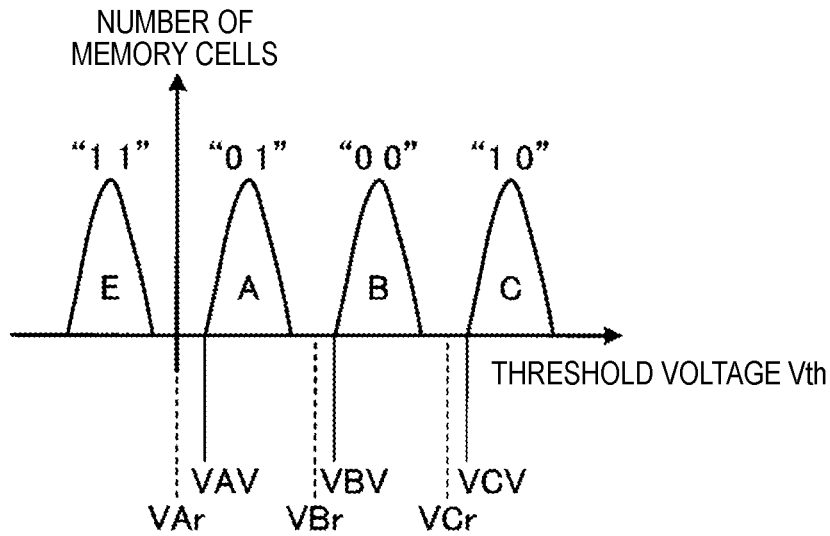 NUMBER OF
MEMORY CELLS
“1 1” “0 1” “0 0” “1 0”
E A B C
THRESHOLD VOLTAGE Vth
VAV VBV VCV
VAr VBr VCr